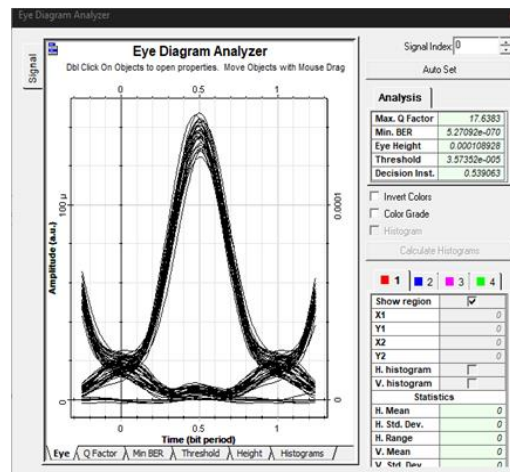 Eye Diagram Analyzer
Signal
Eye Diagram Analyzer
Dbl Click On Objects to open properties. Move Objects with Mouse Drag
0 0.5 1
Amplitude (a.u.)
100 µ
0
0.0001
0
0 0.5 1
Time (bit period)
Eye Q Factor Min BER Threshold Height Histograms
Signal Index: 0
Auto Set
Analysis
Max. Q Factor 17.6383
Min. BER 5.27092e-070
Eye Height 0.000108928
Threshold 3.57352e-005
Decision Inst. 0.539063
Invert Colors
Color Grade
Histogram
Calculate Histograms
1 2 3 4
Show region
X1 0
Y1 0
X2 0
Y2 0
H. histogram
V. histogram
Statistics
H. Mean 0
H. Std. Dev. 0
H. Range 0
V. Mean 0
V. Std. Dev. 0